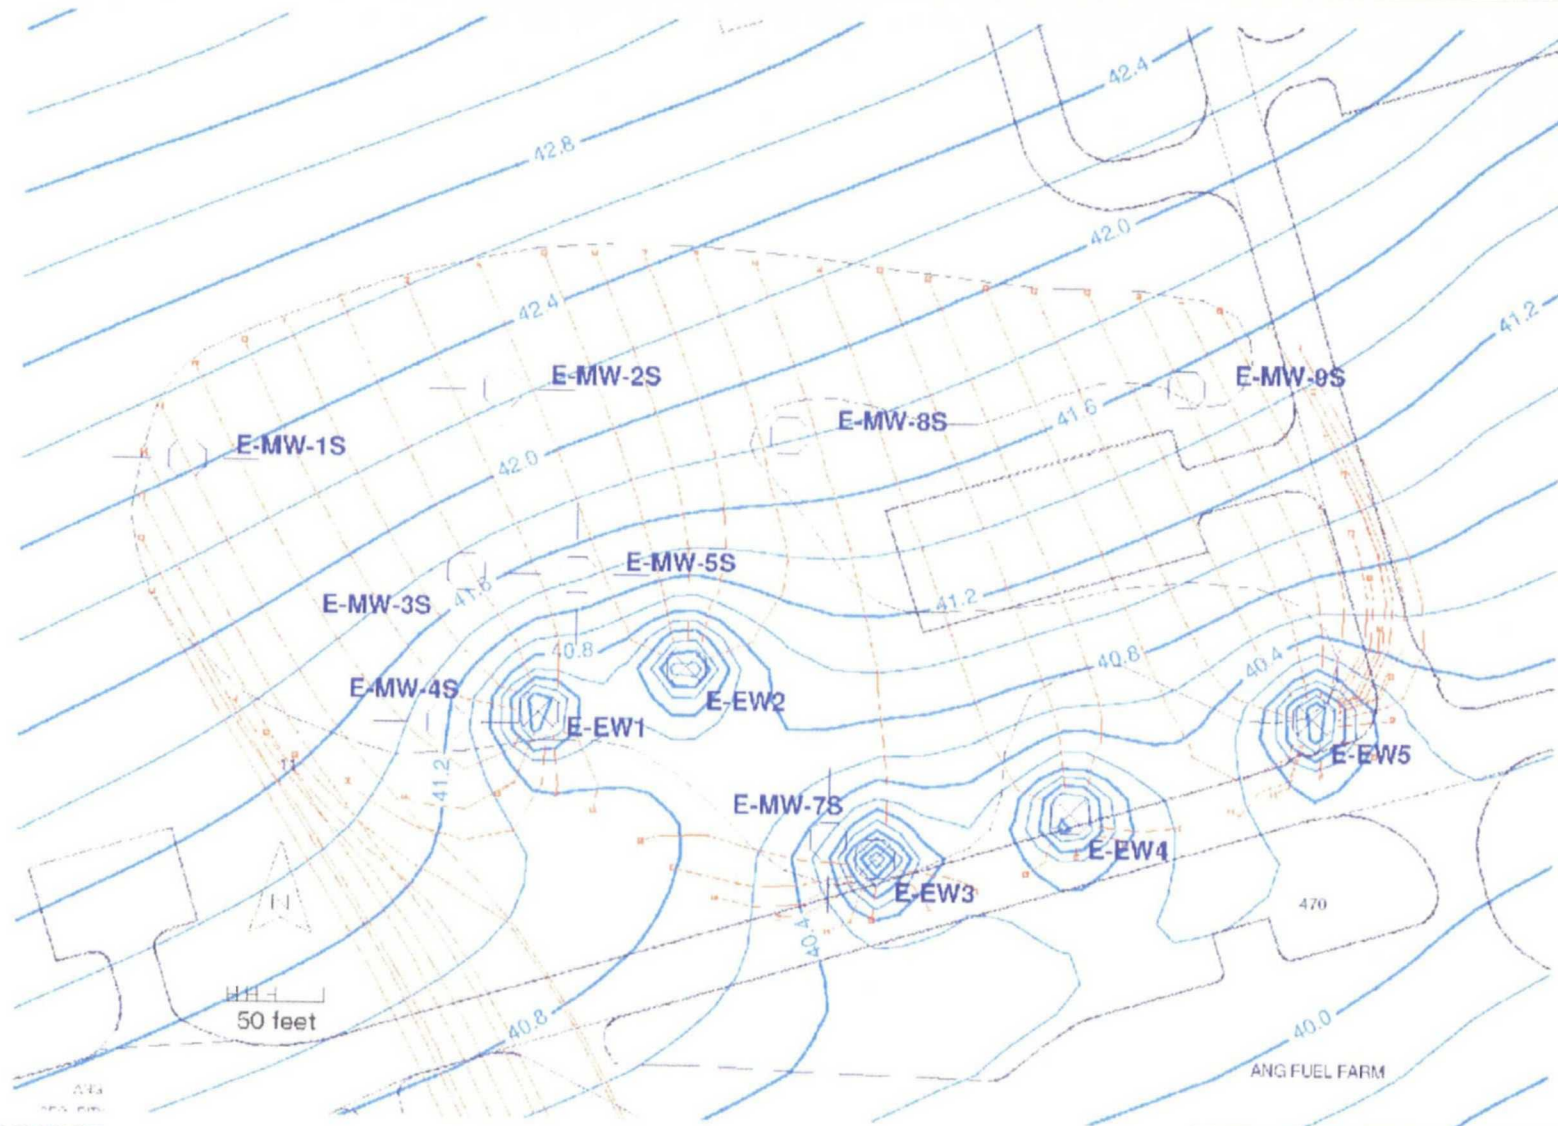 42.4
42.8
42.0
42.4
41.2
E-MW-2S
E-MW-9S
41.6
E-MW-8S
E-MW-1S
42.0
E-MW-5S
41.6
E-MW-3S
41.2
40.8
40.8
40.4
E-MW-4S
E-EW2
E-EW1
E-EW5
11
41.2
E-MW-7S
E-EW4
E-EW3
470
N
40.4
50 feet
40.8
40.0
ANG FUEL FARM